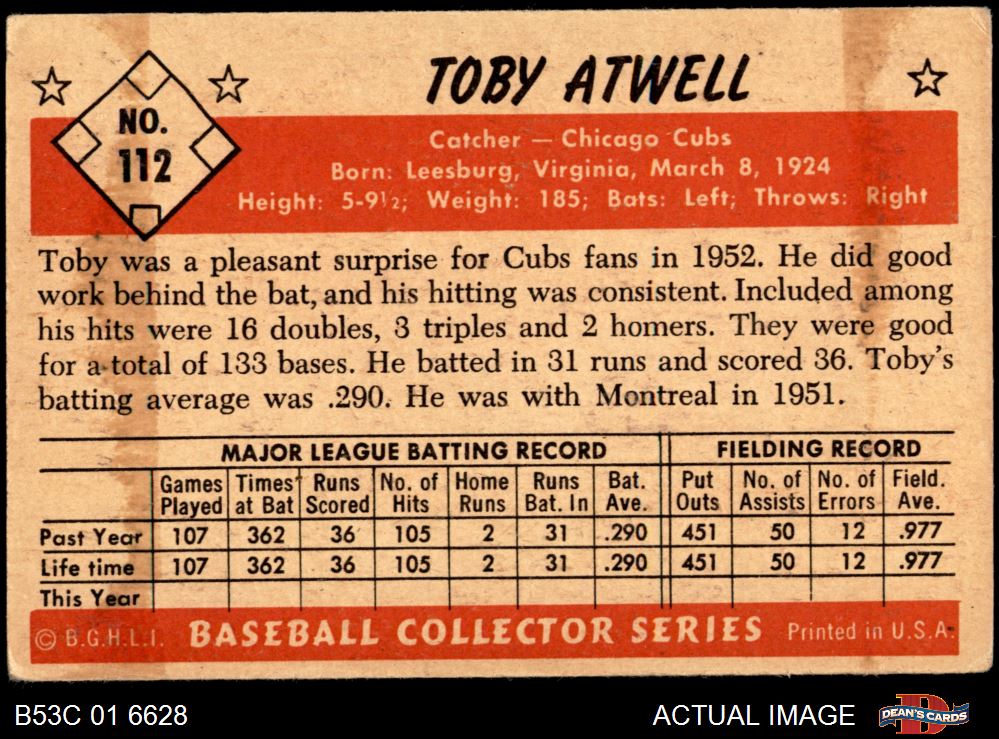 TOBY ATWELL
NO.
112
Catcher — Chicago Cubs
Born: Leesburg, Virginia, March 8, 1924
Height: 5-9½; Weight: 185; Bats: Left; Throws: Right
Toby was a pleasant surprise for Cubs fans in 1952. He did good
work behind the bat, and his hitting was consistent. Included among
his hits were 16 doubles, 3 triples and 2 homers. They were good
for a total of 133 bases. He batted in 31 runs and scored 36. Toby's
batting average was .290. He was with Montreal in 1951.
MAJOR LEAGUE BATTING RECORD FIELDING RECORD
Games Times Runs No. of Home Runs Bat. Put No. of No. of Field.
Played at Bat Scored Hits Runs Bat. In Ave. Outs Assists Errors Ave.
Past Year 107 362 36 105 2 31 .290 451 50 12 .977
Life time 107 362 36 105 2 31 .290 451 50 12 .977
This Year
© B.G.H.L.I. BASEBALL COLLECTOR SERIES Printed in U.S.A.
B53C 01 6628 ACTUAL IMAGE DEAN'S CARDS